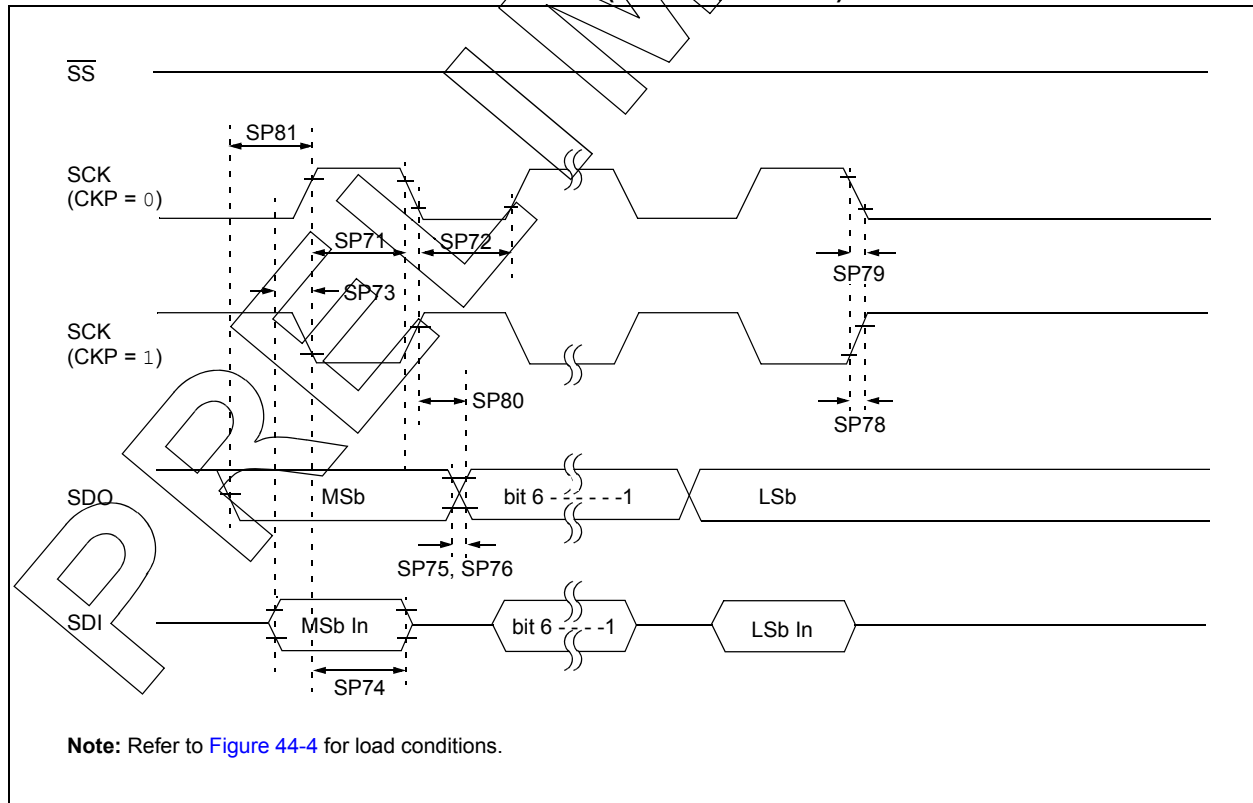 SS
SP81
SCK
(CKP = 0)
SP71
SP72
SP79
SP73
SCK
(CKP = 1)
SP80
SP78
SDO
MSb
bit 6 - - - - - - -1
LSb
SP75, SP76
SDI
MSb In
bit 6 - - - -1
LSb In
SP74
Note: Refer to Figure 44-4 for load conditions.